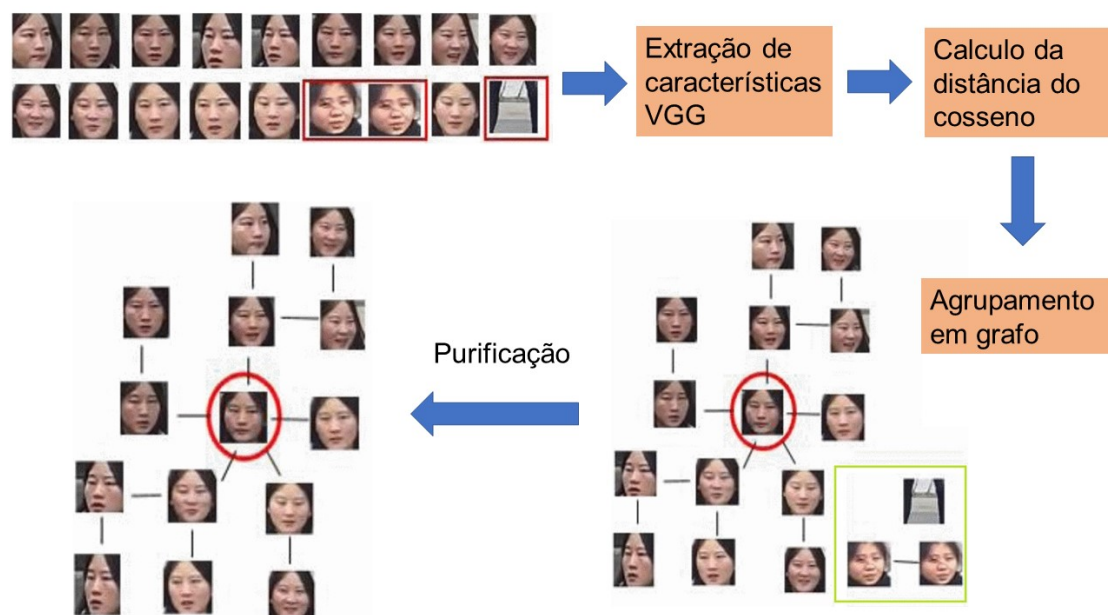 Extração de
características
VGG
Calculo da
distância do
cosseno
Agrupamento
em grafo
Purificação